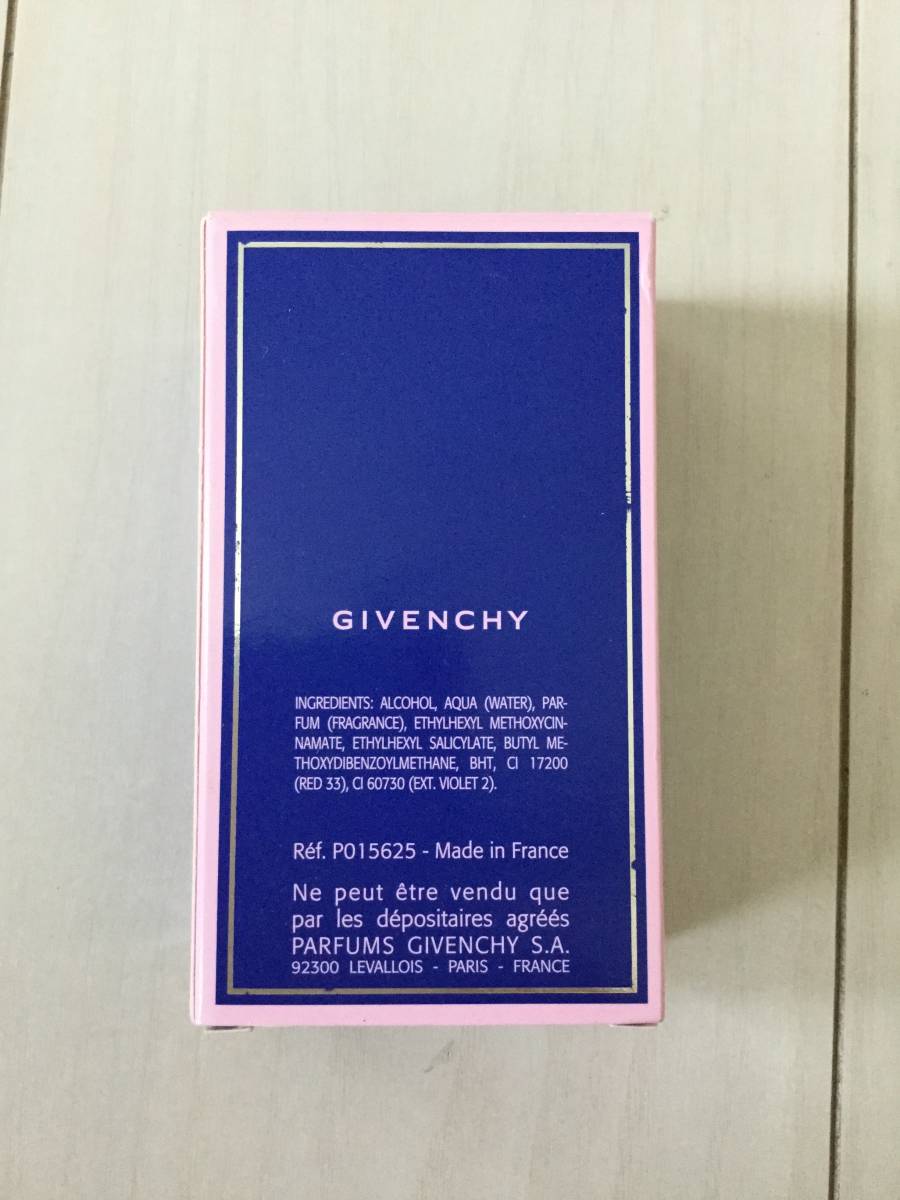 GIVENCHY
INGREDIENTS: ALCOHOL, AQUA (WATER), PAR-
FUM (FRAGRANCE), ETHYLHEXYL METHOXYCIN-
NAMATE, ETHYLHEXYL SALICYLATE, BUTYL ME-
THOXYDIBENZOYLMETHANE, BHT, CI 17200
(RED 33), CI 60730 (EXT. VIOLET 2).
Réf. P015625 - Made in France
Ne peut être vendu que
par les dépositaires agréés
PARFUMS GIVENCHY S.A.
92300 LEVALLOIS - PARIS - FRANCE